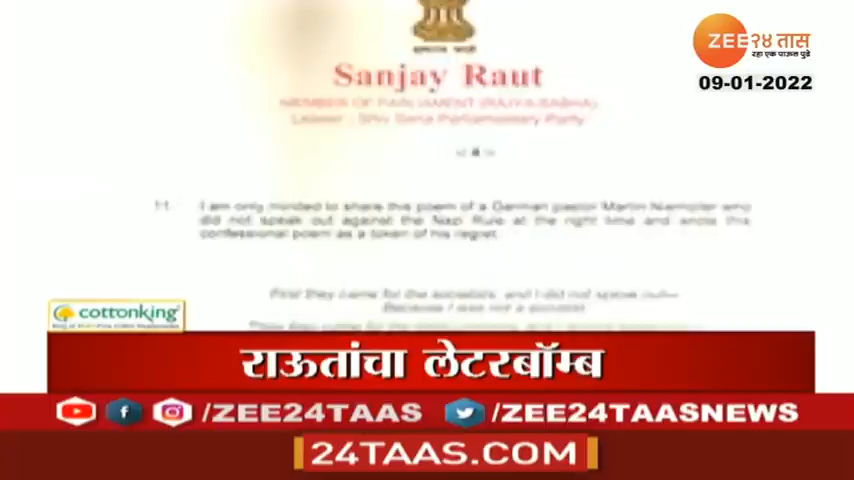 ZEE २४ तास
रहा एक पाऊल पुढे
09-01-2022
Sanjay Raut
MEMBER OF PARLIAMENT (RAJYA SABHA)
Leader : Shiv Sena Parliamentary Party
11. I am only minded to share this poem of a German pastor Martin who
did not speak out against the Nazi Rule at the right time and wrote this
confessional poem as a token of his regret.
First they came for the socialists, and I did not speak out—
Because I was not a socialist.
cottonking
राऊतांचा लेटरबॉम्ब
/ZEE24TAAS /ZEE24TAASNEWS
24TAAS.COM